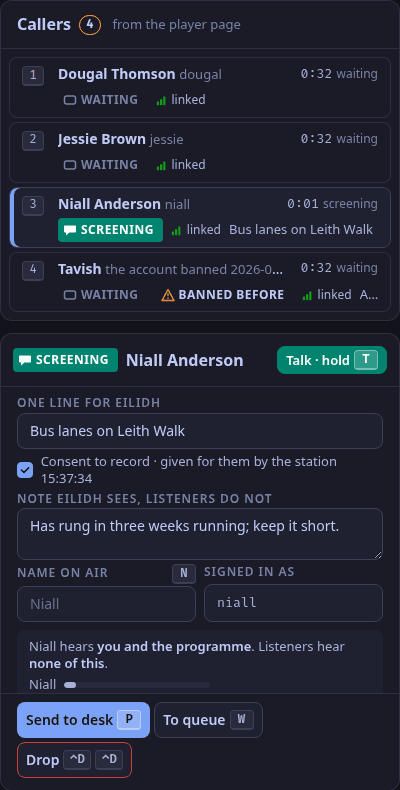 Callers 4 from the player page
1 Dougal Thomson dougal 0:32 waiting
WAITING linked
2 Jessie Brown jessie 0:32 waiting
WAITING linked
3 Niall Anderson niall 0:01 screening
SCREENING linked Bus lanes on Leith Walk
4 Tavish the account banned 2026-0... 0:32 waiting
WAITING BANNED BEFORE linked A...
SCREENING Niall Anderson Talk · hold T
ONE LINE FOR EILIDH
Bus lanes on Leith Walk
Consent to record · given for them by the station
15:37:34
NOTE EILIDH SEES, LISTENERS DO NOT
Has rung in three weeks running; keep it short.
NAME ON AIR N SIGNED IN AS
Niall niall
Niall hears you and the programme. Listeners hear
none of this.
Niall
Send to desk P To queue W
Drop ^D ^D